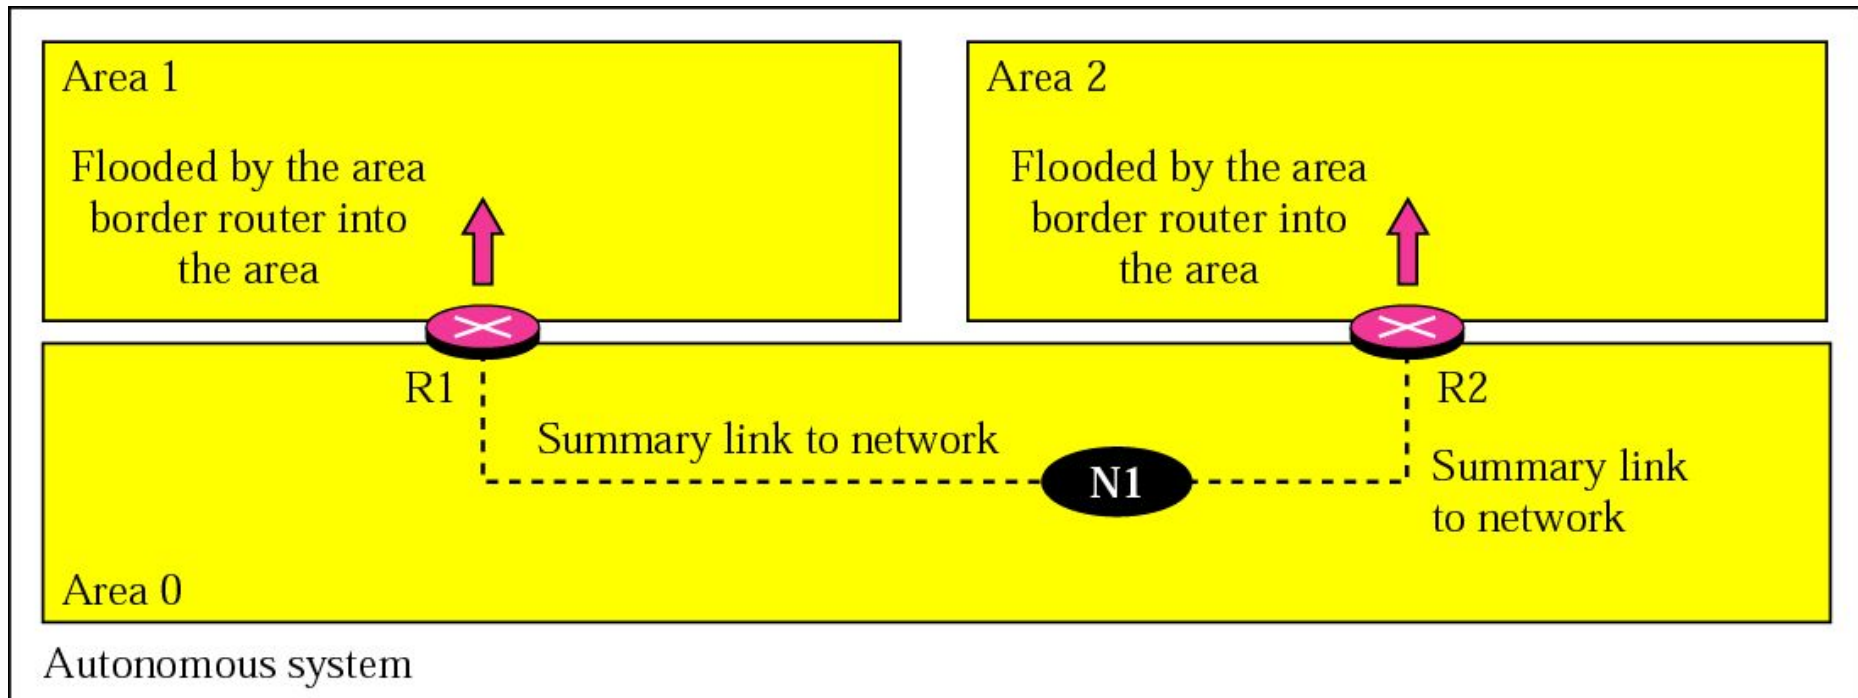 Area 1
Flooded by the area
border router into
the area
Area 2
Flooded by the area
border router into
the area
R1
R2
Summary link to network
N1
Summary link
to network
Area 0
Autonomous system